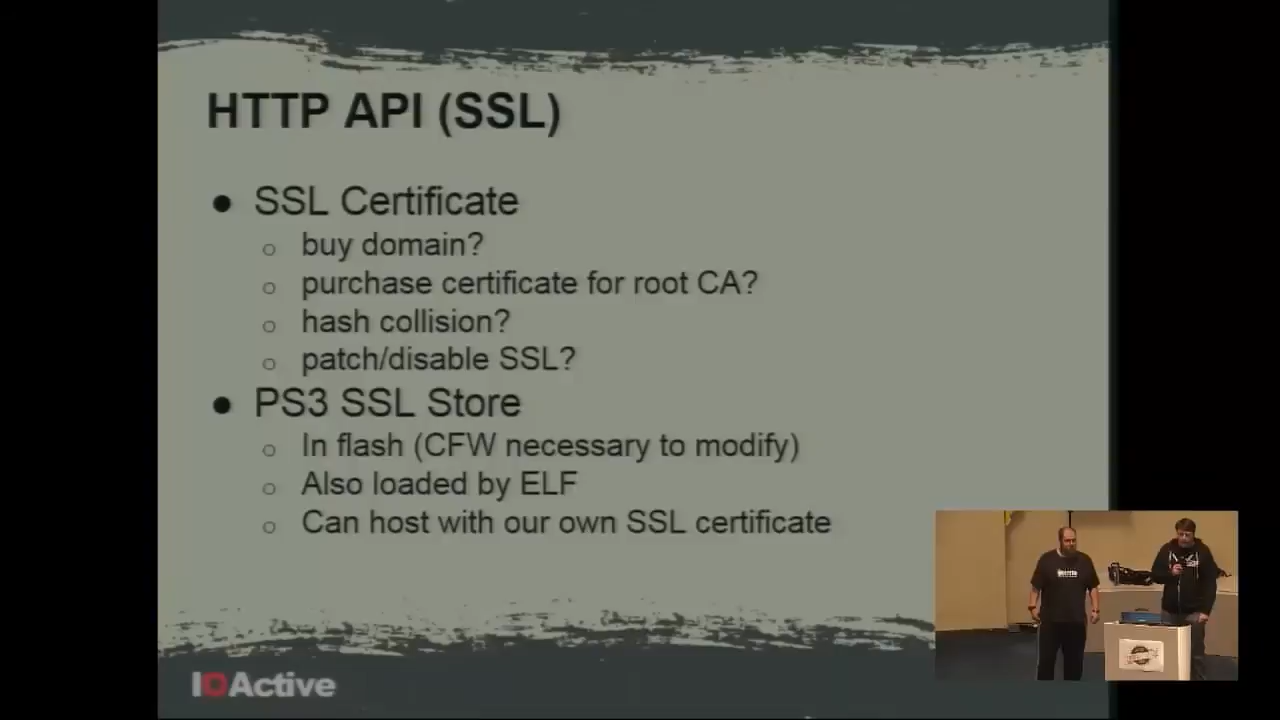 HTTP API (SSL)
● SSL Certificate
o buy domain?
o purchase certificate for root CA?
o hash collision?
o patch/disable SSL?
● PS3 SSL Store
o In flash (CFW necessary to modify)
o Also loaded by ELF
o Can host with our own SSL certificate
IOActive